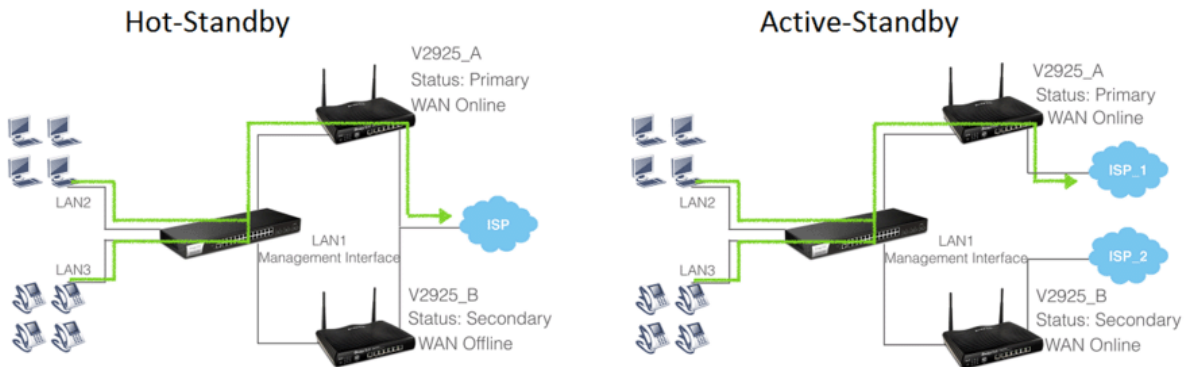 Hot-Standby
V2925_A
Status: Primary
WAN Online
LAN2
LAN1
Management Interface
ISP
LAN3
V2925_B
Status: Secondary
WAN Offline
Active-Standby
V2925_A
Status: Primary
WAN Online
ISP_1
LAN2
LAN1
Management Interface
ISP_2
LAN3
V2925_B
Status: Secondary
WAN Online